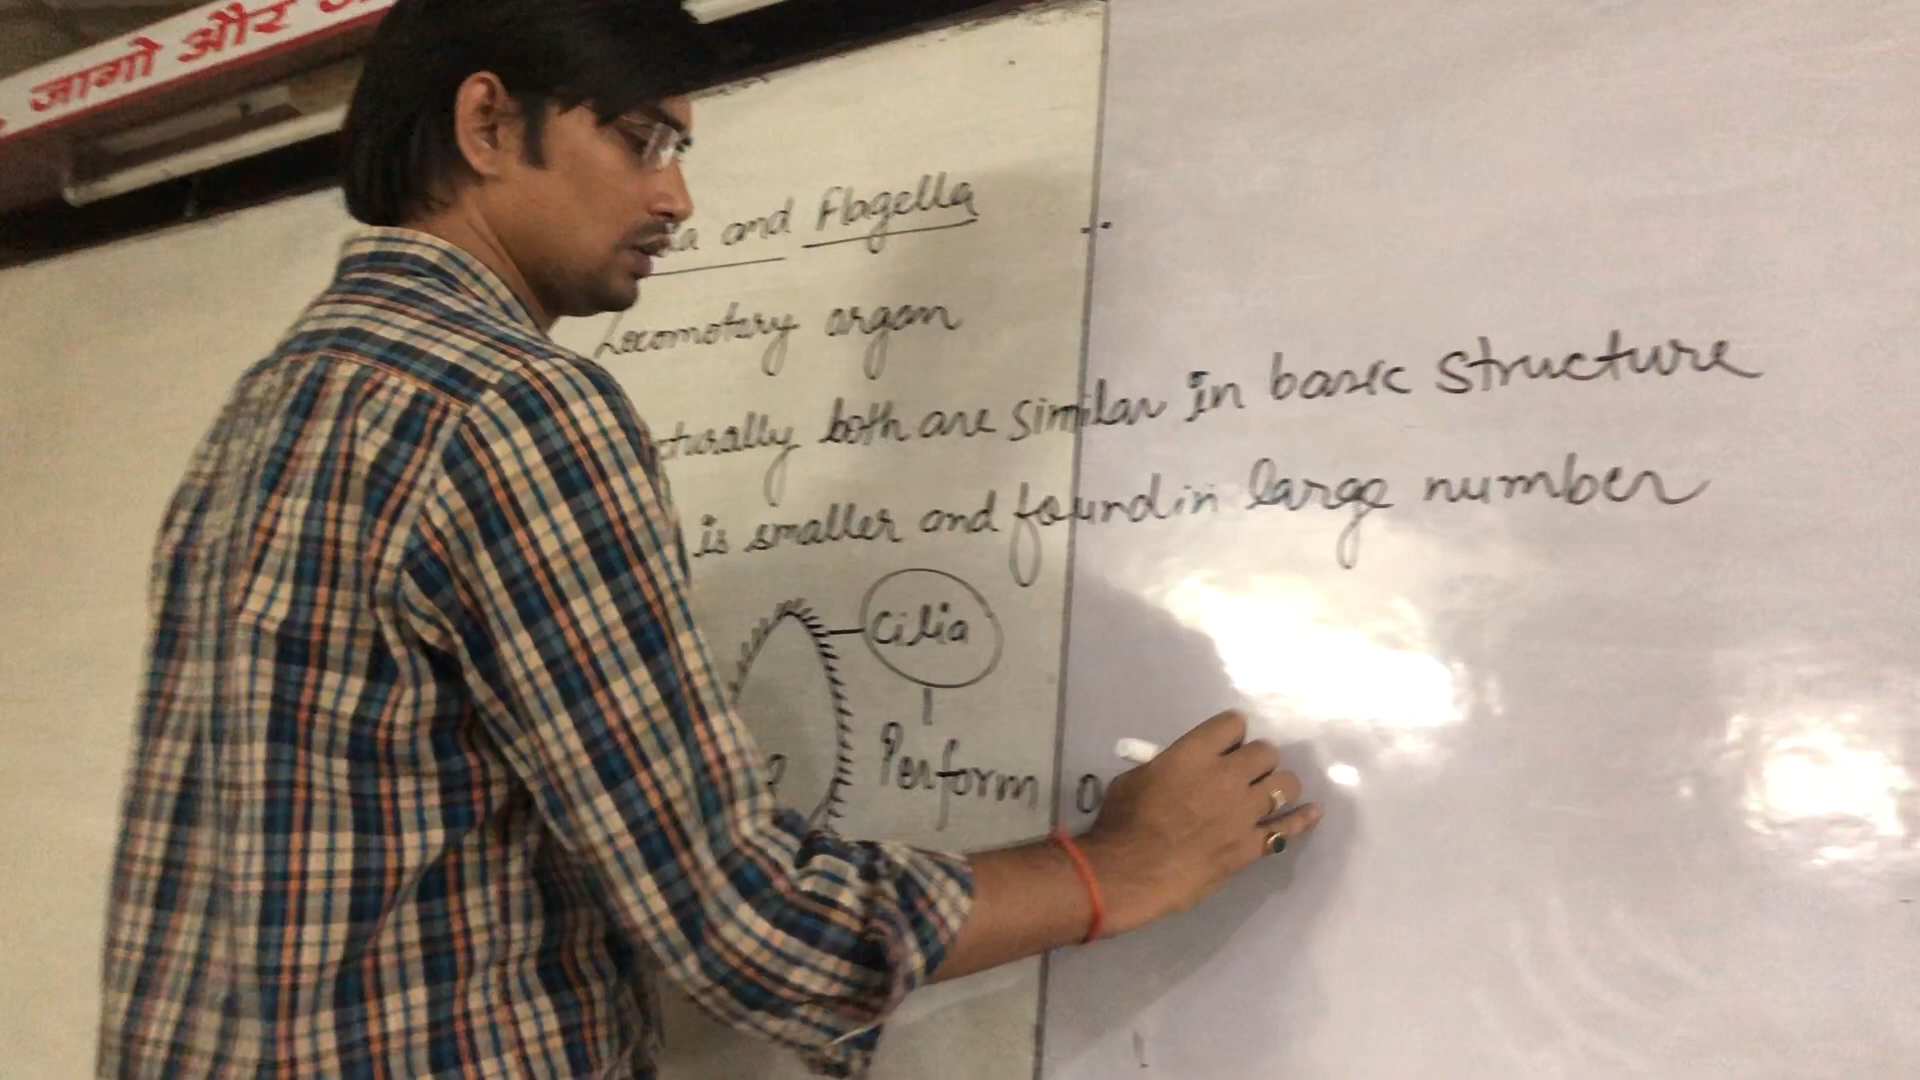 जागो और
and Flagella
Locomotory organ
both are similar in basic structure
is smaller and found in large number
Cilia
Perform